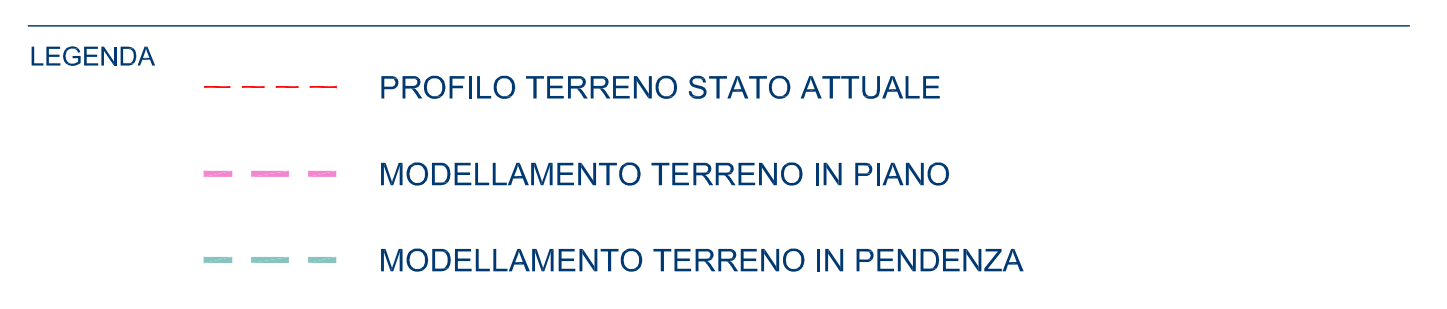 LEGENDA
PROFILO TERRENO STATO ATTUALE
MODELLAMENTO TERRENO IN PIANO
MODELLAMENTO TERRENO IN PENDENZA